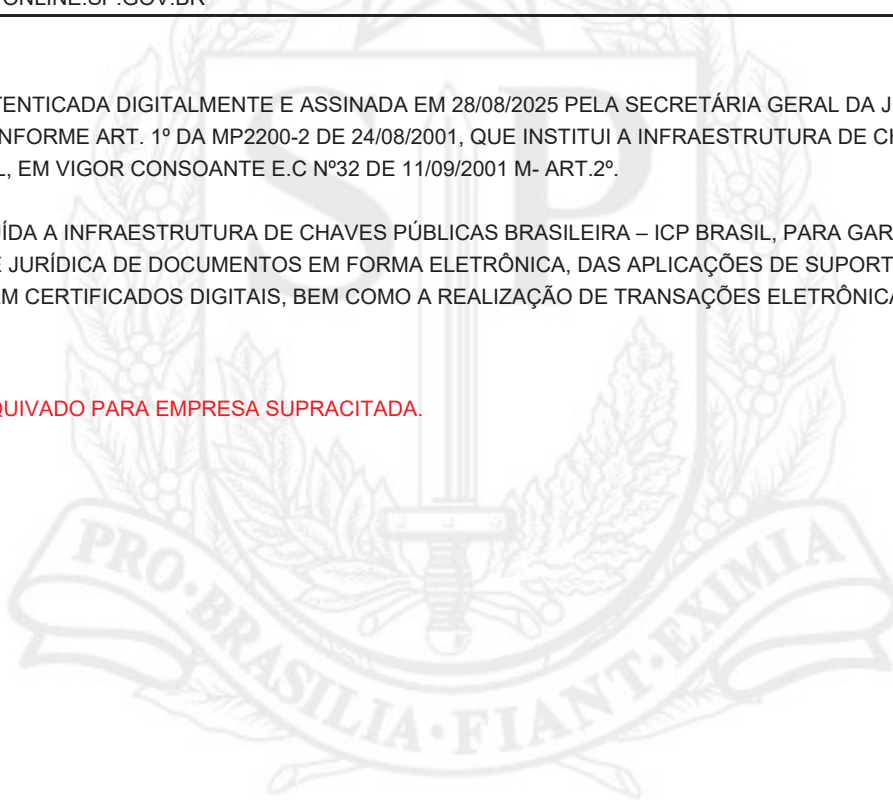 ONLINE.SP.GOV.BR
TENTICADA DIGITALMENTE E ASSINADA EM 28/08/2025 PELA SECRETÁRIA GERAL DA J
NFORME ART. 1º DA MP2200-2 DE 24/08/2001, QUE INSTITUI A INFRAESTRUTURA DE CH
L, EM VIGOR CONSOANTE E.C Nº32 DE 11/09/2001 M- ART.2º.
ÍDA A INFRAESTRUTURA DE CHAVES PÚBLICAS BRASILEIRA – ICP BRASIL, PARA GAR
E JURÍDICA DE DOCUMENTOS EM FORMA ELETRÔNICA, DAS APLICAÇÕES DE SUPORT
EM CERTIFICADOS DIGITAIS, BEM COMO A REALIZAÇÃO DE TRANSAÇÕES ELETRÔNICA
QUIVADO PARA EMPRESA SUPRACITADA.
SP
PRO·BRASILIA·FIANT·EXIMIA